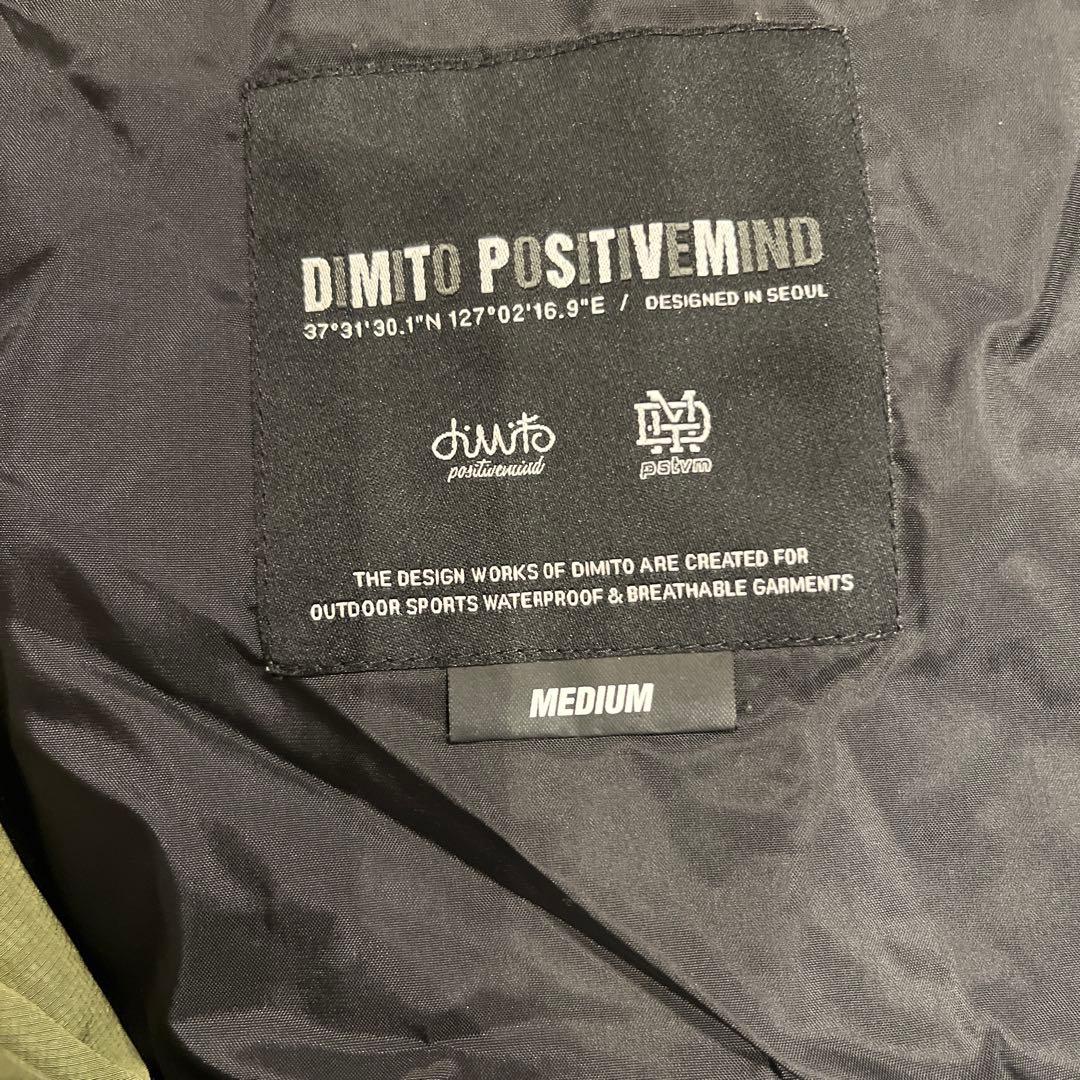 DIMITO POSITIVEMIND
37°31'30.1"N 127°02'16.9"E / DESIGNED IN SEOUL
dimito
positivemind
DMT
pstvm
THE DESIGN WORKS OF DIMITO ARE CREATED FOR
OUTDOOR SPORTS WATERPROOF & BREATHABLE GARMENTS
MEDIUM